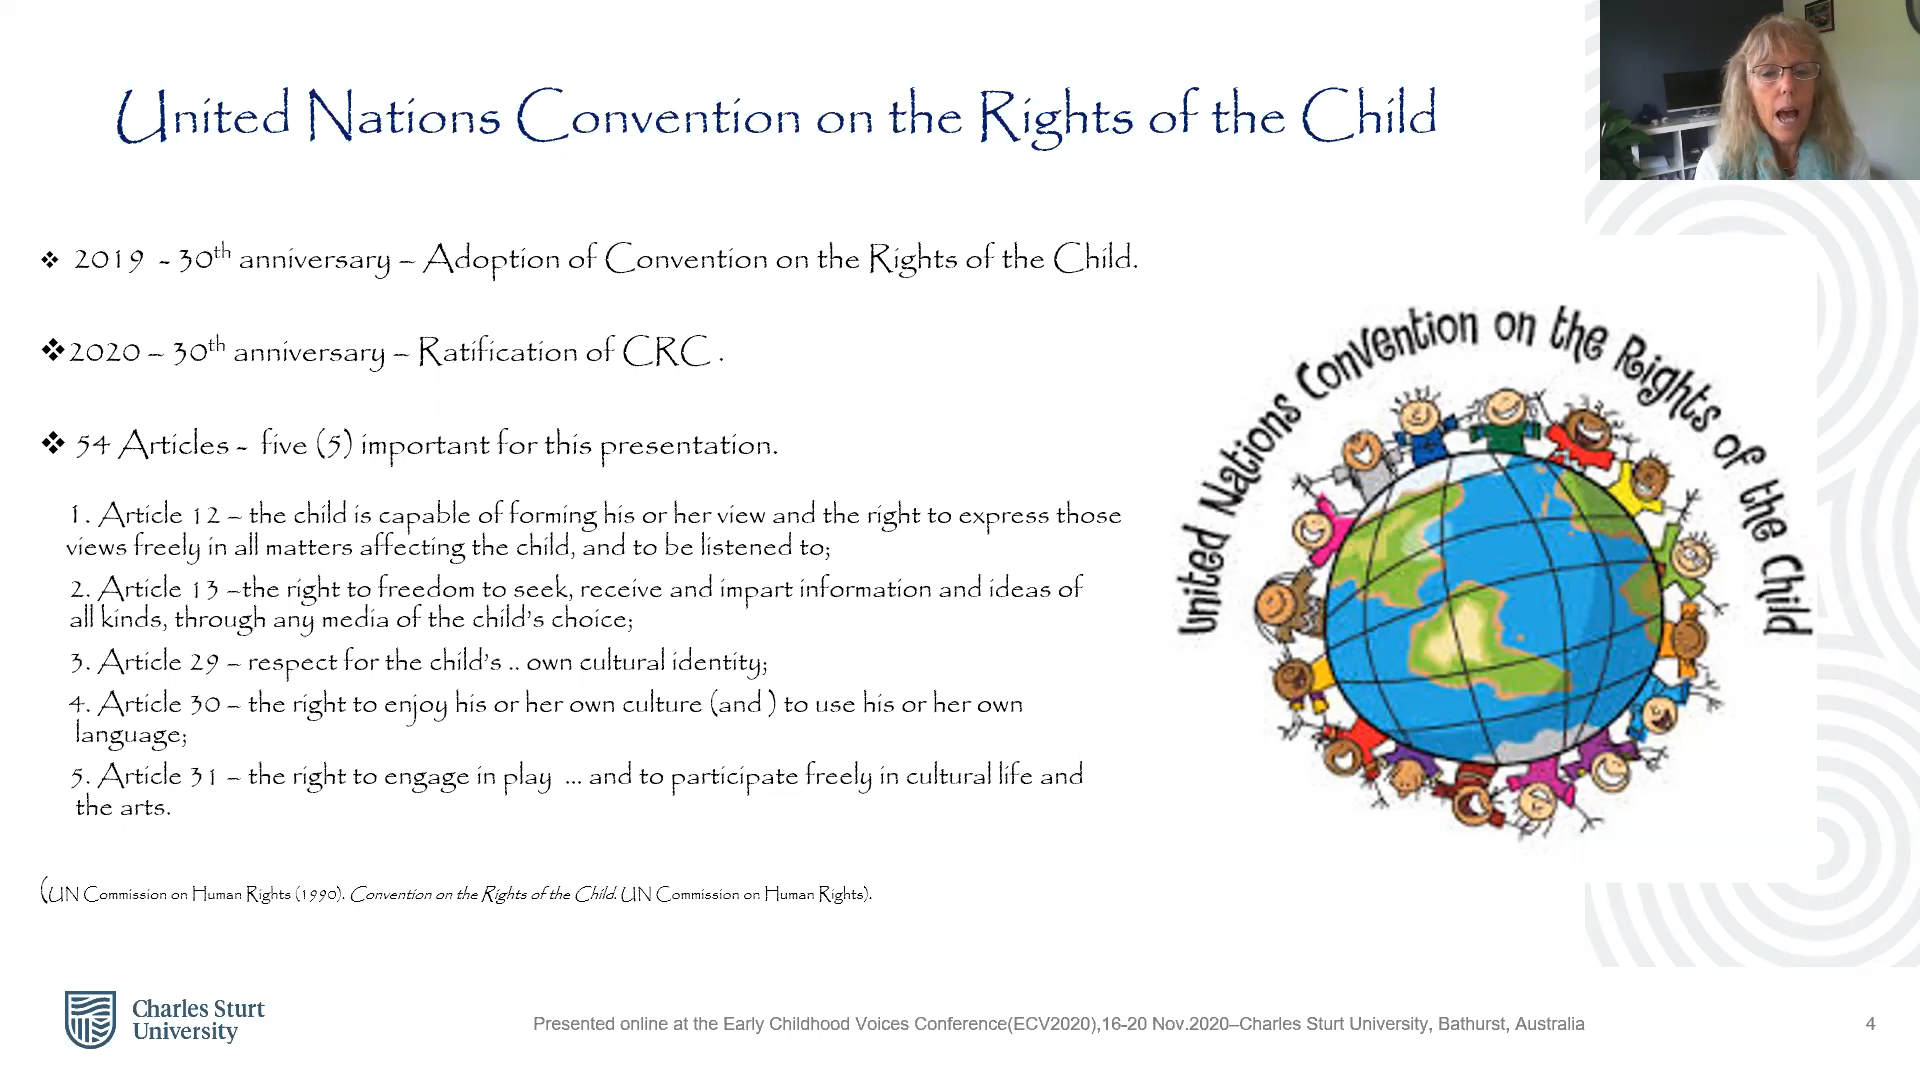 United Nations Convention on the Rights of the Child
❖ 2019 - 30th anniversary – Adoption of Convention on the Rights of the Child.
❖2020 – 30th anniversary – Ratification of CRC .
❖ 54 Articles - five (5) important for this presentation.
1. Article 12 – the child is capable of forming his or her view and the right to express those
views freely in all matters affecting the child, and to be listened to;
2. Article 13 –the right to freedom to seek, receive and impart information and ideas of
all kinds, through any media of the child's choice;
3. Article 29 – respect for the child's .. own cultural identity;
4. Article 30 – the right to enjoy his or her own culture (and ) to use his or her own
language;
5. Article 31 – the right to engage in play ... and to participate freely in cultural life and
the arts.
(UN Commission on Human Rights (1990). Convention on the Rights of the Child. UN Commission on Human Rights).
United Nations Convention on the Rights of the Child
Charles Sturt
University
Presented online at the Early Childhood Voices Conference(ECV2020),16-20 Nov.2020–Charles Sturt University, Bathurst, Australia
4